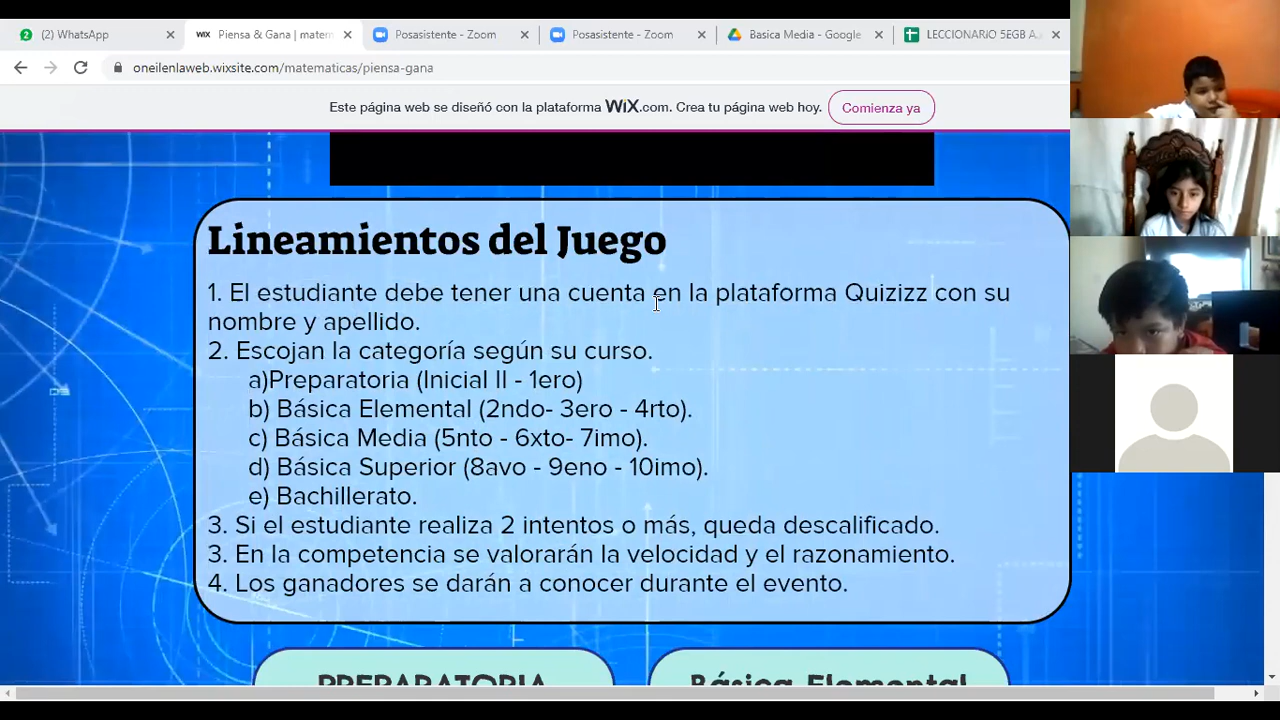 (2) WhatsApp
Piensa & Gana | matem
Posasistente - Zoom
Posasistente - Zoom
Basica Media - Google
LECCIONARIO 5EGB A.
oneilenlaweb.wixsite.com/matematicas/piensa-gana
Este página web se diseñó con la plataforma WIX.com. Crea tu página web hoy.
Comienza ya
Lineamientos del Juego
1. El estudiante debe tener una cuenta en la plataforma Quizizz con su
nombre y apellido.
2. Escojan la categoría según su curso.
a)Preparatoria (Inicial II - 1ero)
b) Básica Elemental (2ndo- 3ero - 4rto).
c) Básica Media (5nto - 6xto- 7imo).
d) Básica Superior (8avo - 9eno - 10imo).
e) Bachillerato.
3. Si el estudiante realiza 2 intentos o más, queda descalificado.
3. En la competencia se valorarán la velocidad y el razonamiento.
4. Los ganadores se darán a conocer durante el evento.
PREPARATORIA
Básica Elemental